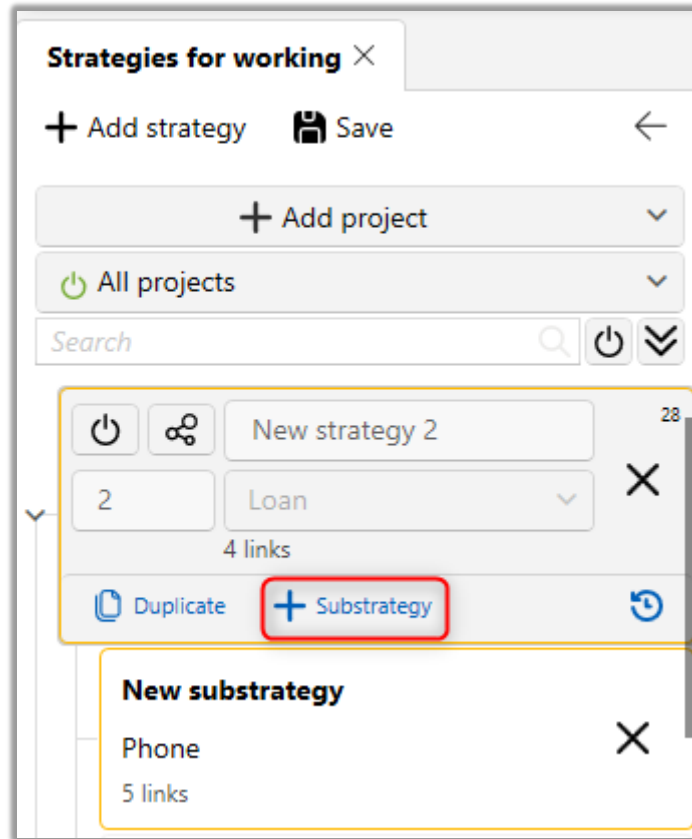 Strategies for working
Add strategy Save
Add project
All projects
Search
New strategy 2 28
2 Loan
4 links
Duplicate Substrategy
New substrategy
Phone
5 links